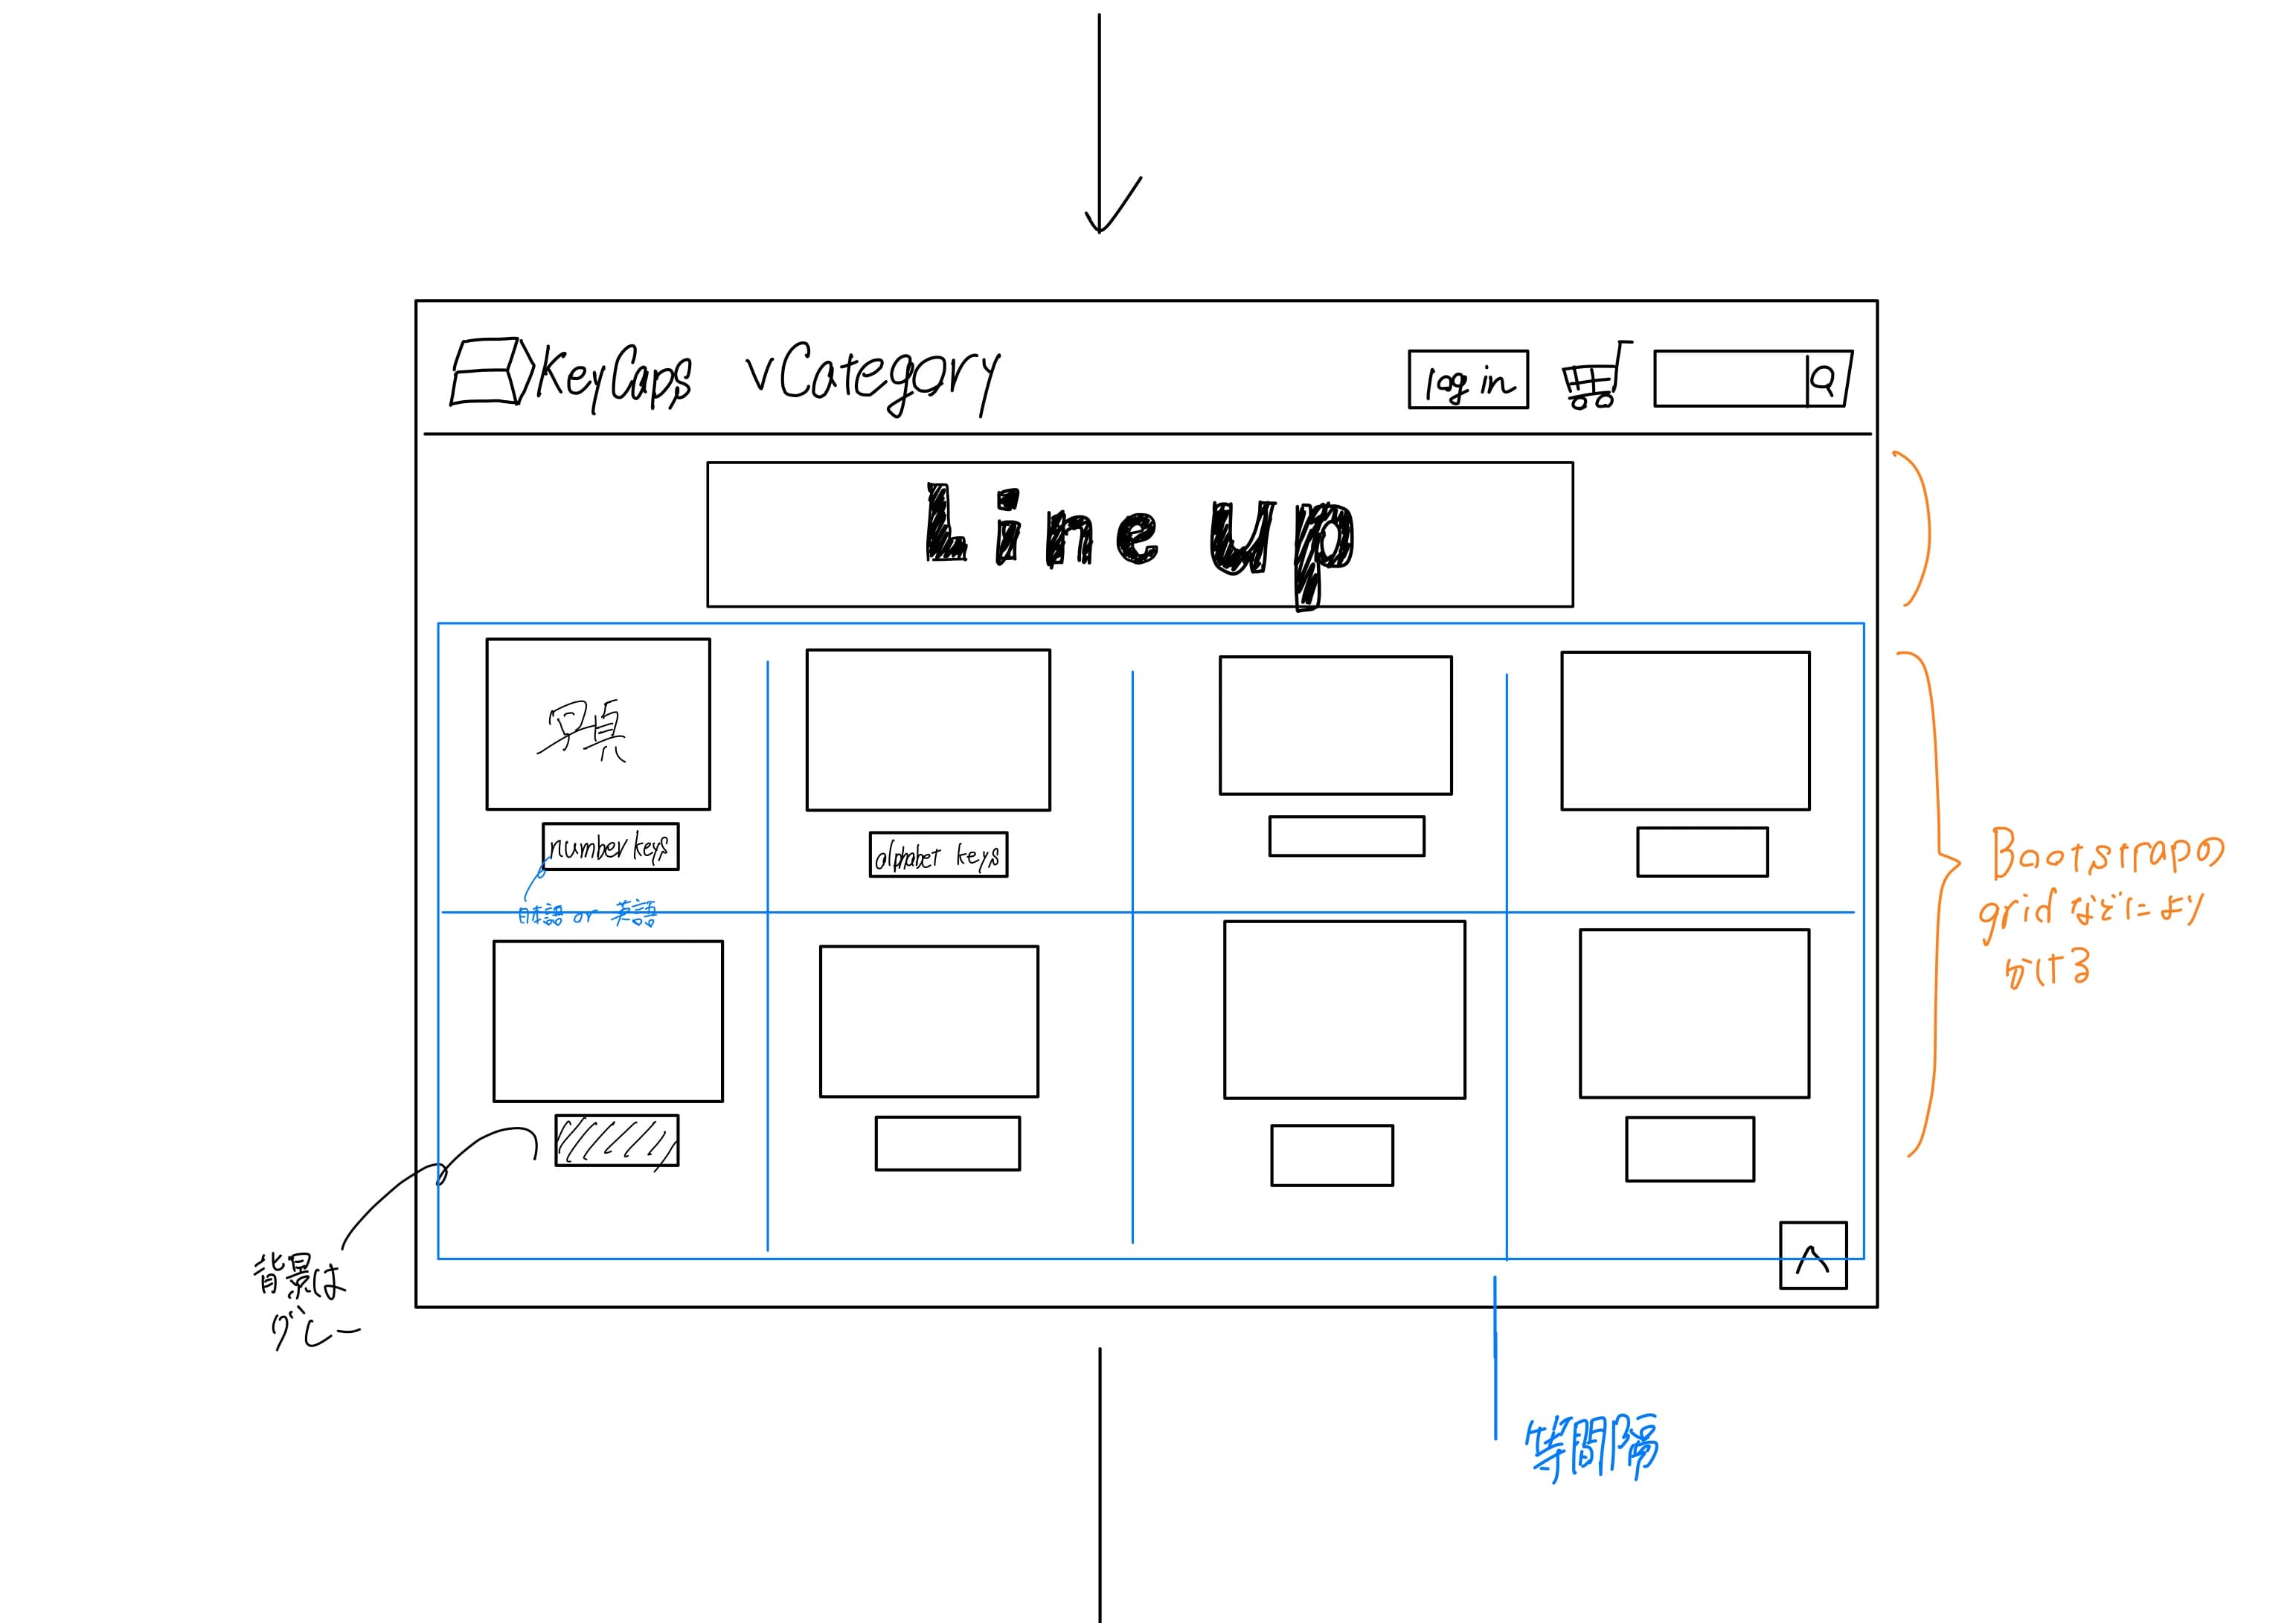 KeyCaps
vCategory
log in
Line Up
写真
number keys
alphabet keys
日本語 or 英語
Bootstrapの
gridなどにより
分ける
背景は
グレー
^
等間隔